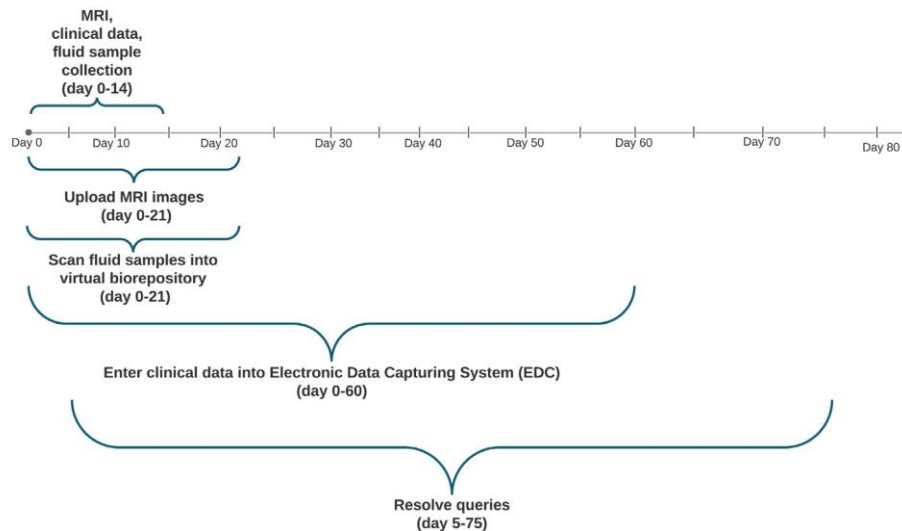 MRI,
clinical data,
fluid sample
collection
(day 0-14)
Day 0
Day 10
Day 20
Day 30
Day 40
Day 50
Day 60
Day 70
Day 80
Upload MRI images
(day 0-21)
Scan fluid samples into
virtual biorepository
(day 0-21)
Enter clinical data into Electronic Data Capturing System (EDC)
(day 0-60)
Resolve queries
(day 5-75)